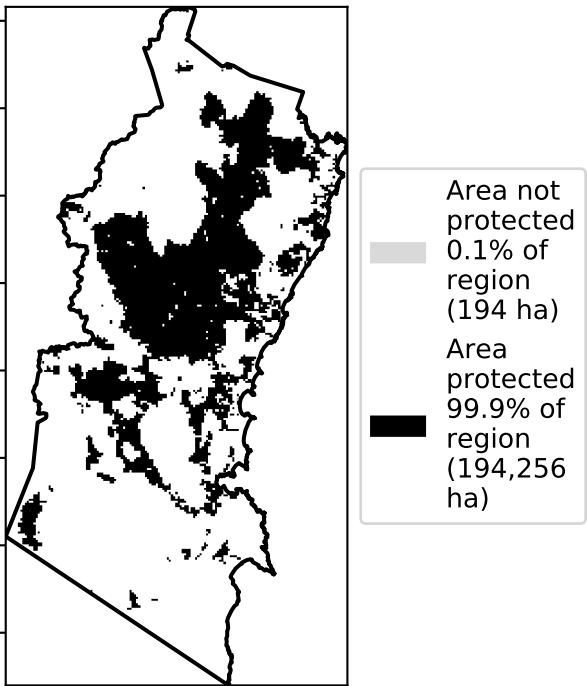 Area not
protected
0.1% of
region
(194 ha)
Area
protected
99.9% of
region
(194,256
ha)